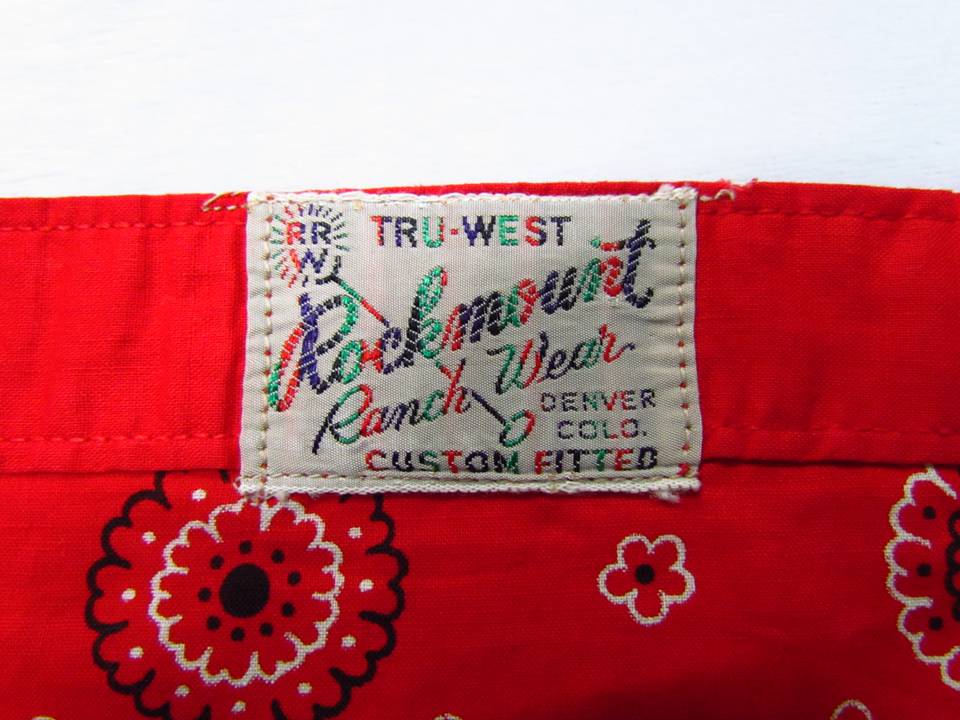 RR
W
TRU-WEST
Rockmount
Ranch Wear
DENVER
COLO.
CUSTOM FITTED